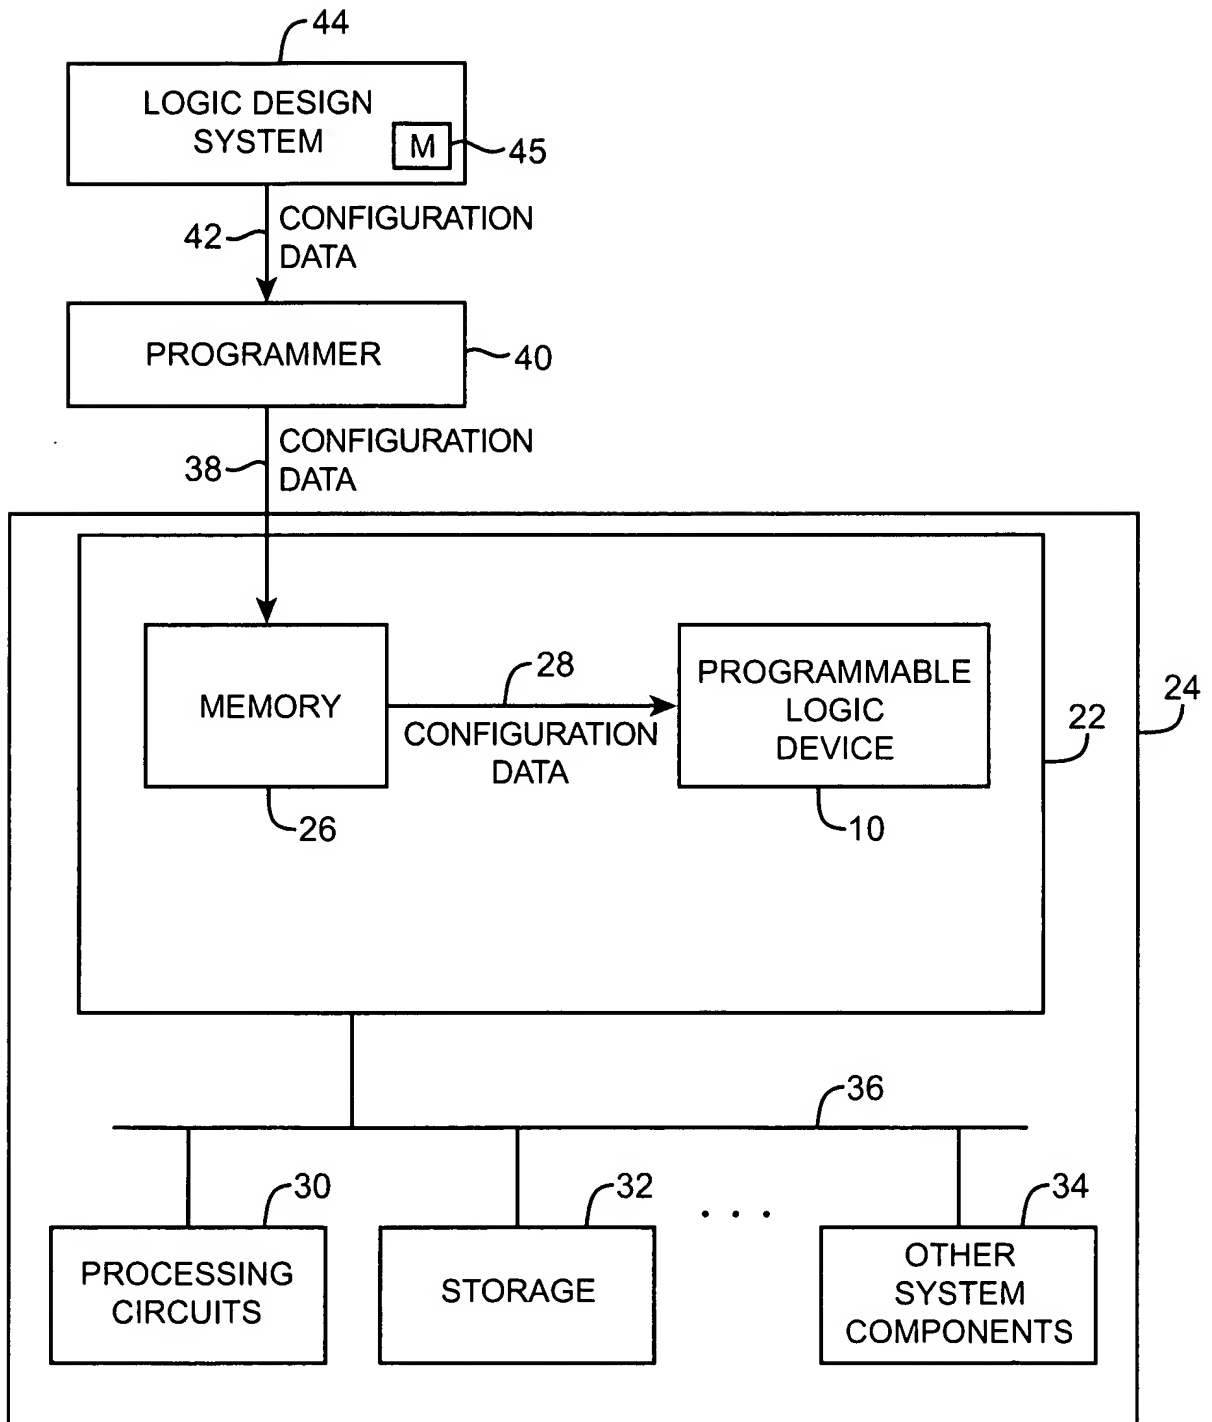 44
LOGIC DESIGN
SYSTEM
M
45
42
CONFIGURATION
DATA
PROGRAMMER
40
38
CONFIGURATION
DATA
MEMORY
28
CONFIGURATION
DATA
PROGRAMMABLE
LOGIC
DEVICE
26
10
22
24
36
30
32
. . .
34
PROCESSING
CIRCUITS
STORAGE
OTHER
SYSTEM
COMPONENTS